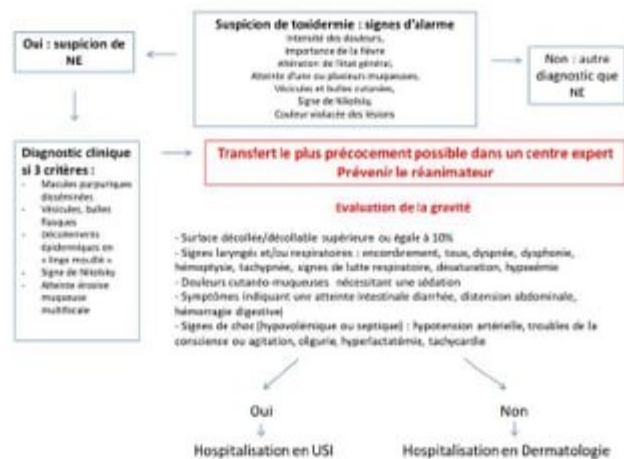 Suspicion de toxidermie : signes d'alarme
Intensité des douleurs,
Importance de la fièvre
Altération de l'état général,
Atteinte d'une ou plusieurs muqueuses,
Vésicules et bulles cutanées,
Signe de Nikolsky,
Couleur violacée des lésions
Oui : suspicion de
NE
Non : autre
diagnostic que
NE
Diagnostic clinique
si 3 critères :
- Macules purpuriques
disséminées
- Vésicules, bulles
flasques
- Décollements
épidermiques en
« linge mouillé »
- Signe de Nikolsky
- Atteinte érosive
muqueuse
multifocale
Transfert le plus précocement possible dans un centre expert
Prévenir le réanimateur
Evaluation de la gravité
- Surface décollée/décollable supérieure ou égale à 10%
- Signes laryngés et/ou respiratoires : encombrement, toux, dyspnée, dysphonie,
hémoptysie, tachypnée, signes de lutte respiratoire, désaturation, hypoxémie
- Douleurs cutanéo-muqueuses nécessitant une sédation
- Symptômes indiquant une atteinte intestinale diarrhée, distension abdominale,
hémorragie digestive)
- Signes de choc (hypovolémique ou septique) : hypotension artérielle, troubles de la
conscience ou agitation, oligurie, hyperlactatémie, tachycardie
Oui
Non
Hospitalisation en USI
Hospitalisation en Dermatologie